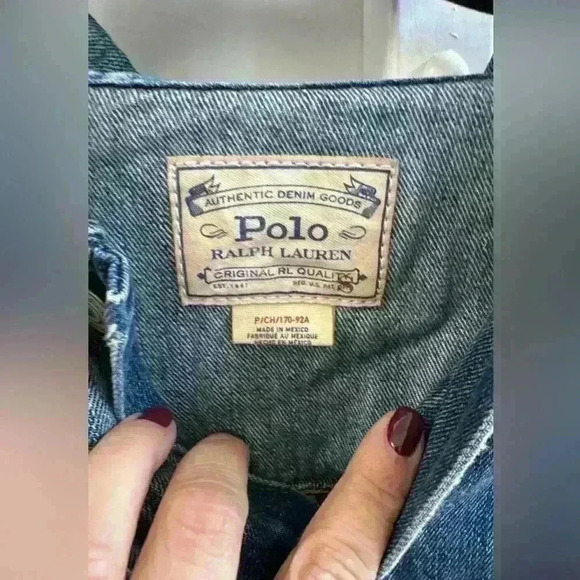 AUTHENTIC DENIM GOODS
Polo
RALPH LAUREN
ORIGINAL RL QUALITY
EST. 1967 REG. U.S. PAT.
P/CH/170-92A
MADE IN MEXICO
FABRIQUÉ AU MEXIQUE
HECHO EN MÉXICO